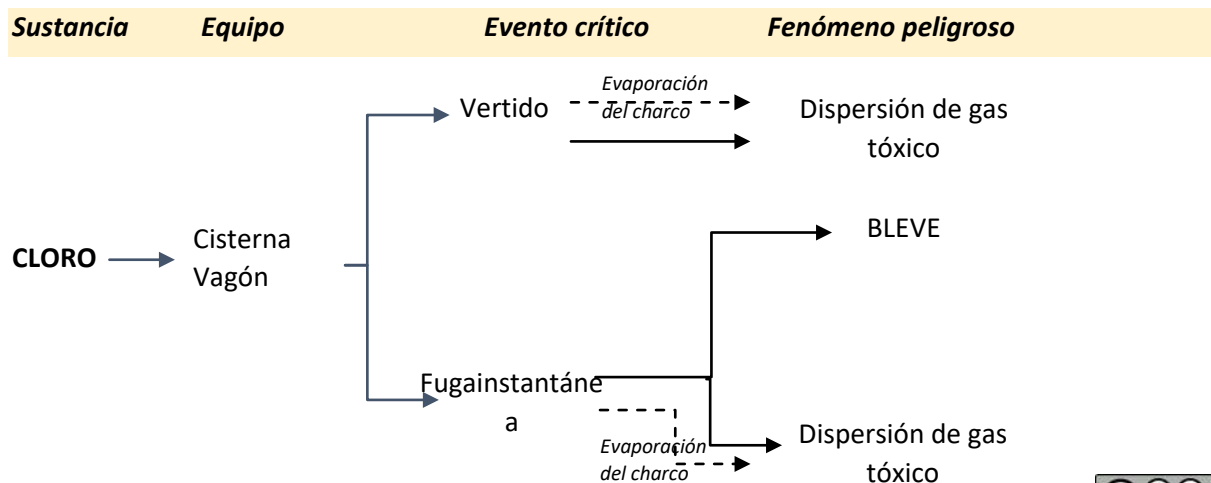 Sustancia Equipo Evento crítico Fenómeno peligroso
Evaporación
del charco
Vertido
Dispersión de gas
tóxico
BLEVE
CLORO
Cisterna
Vagón
Fugainstantáne
a
Evaporación
del charco
Dispersión de gas
tóxico